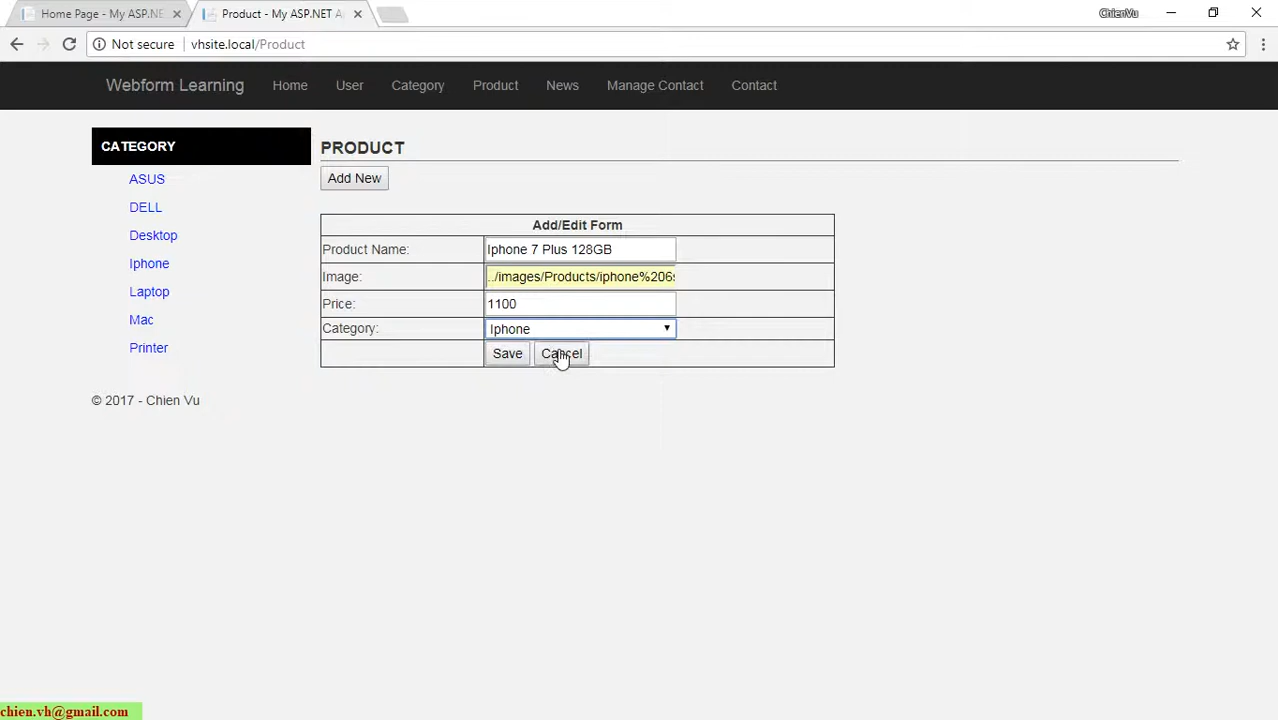 Home Page - My ASP.NE
Product - My ASP.NET A
ChienVu
Not secure
vhsite.local/Product
Webform Learning
Home
User
Category
Product
News
Manage Contact
Contact
CATEGORY
ASUS
DELL
Desktop
Iphone
Laptop
Mac
Printer
© 2017 - Chien Vu
PRODUCT
Add New
Add/Edit Form
Product Name: Iphone 7 Plus 128GB
Image: ../images/Products/iphone%206s
Price: 1100
Category: Iphone
Save Cancel
chien.vh@gmail.com